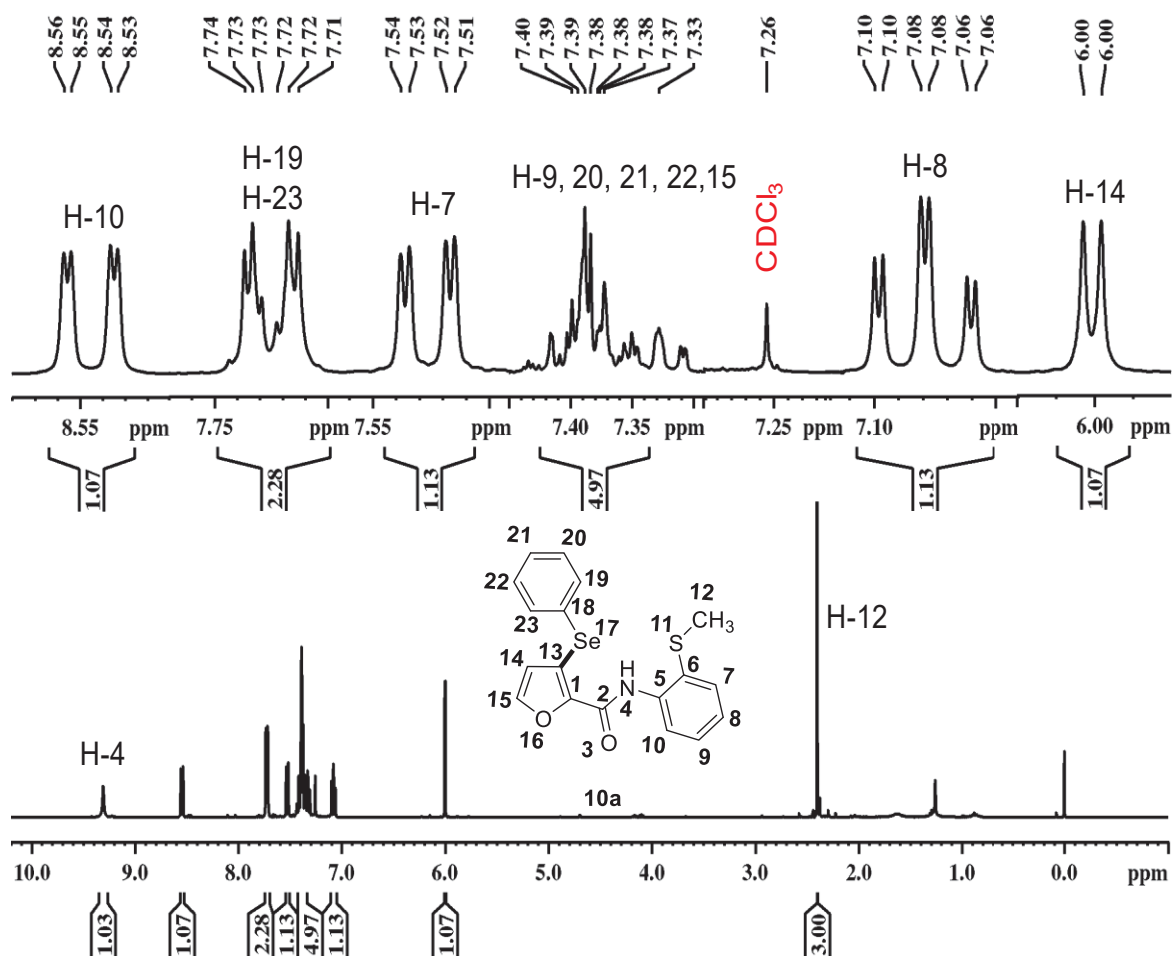 8.56 8.55 8.54 8.53 7.74 7.73 7.73 7.72 7.72 7.71 7.54 7.53 7.52 7.51 7.40 7.39 7.39 7.38 7.38 7.38 7.37 7.33 7.26 7.10 7.10 7.08 7.08 7.06 7.06 6.00 6.00
H-19
H-9, 20, 21, 22,15
H-8
H-10
H-23
H-7
CDCl3
H-14
8.55 ppm 7.75 ppm 7.55 ppm 7.40 7.35 ppm 7.25 ppm 7.10 ppm 6.00 ppm
1.07 2.28 1.13 4.97 1.13 1.07
21 20
22 19
18
23 Se 17
12
11 CH3
S
H-12
14 13 H
N
15 1 2 4 5 6 7
O O
16 3 10 9 8
H-4
10a
10.0 9.0 8.0 7.0 6.0 5.0 4.0 3.0 2.0 1.0 0.0 ppm
1.03 1.07 2.28 1.13 4.97 1.13 1.07 3.00